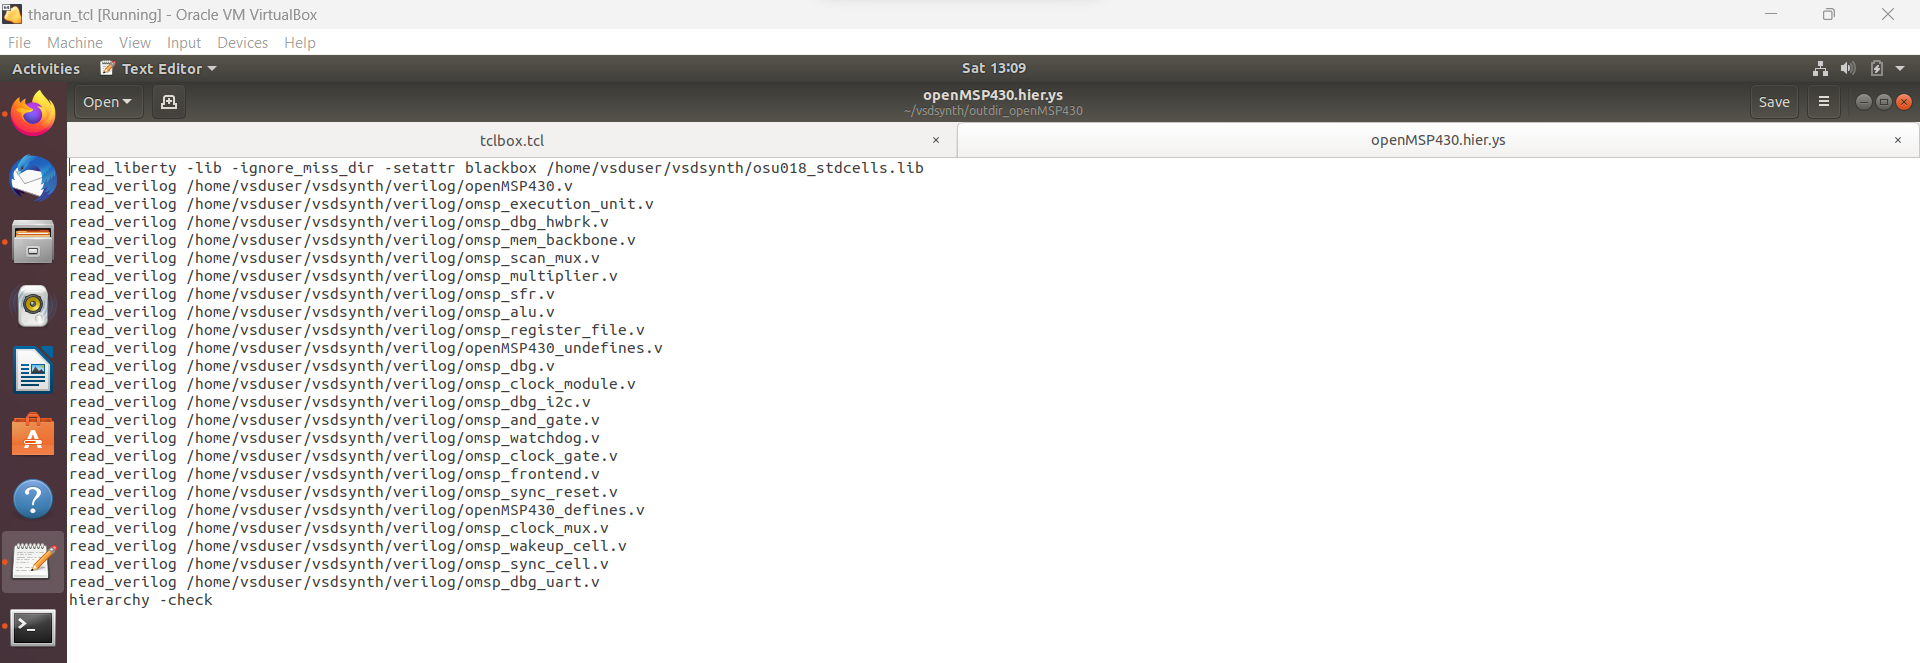 tharun_tcl [Running] - Oracle VM VirtualBox
File Machine View Input Devices Help
Activities Text Editor Sat 13:09
Open openMSP430.hier.ys Save
~/vsdsynth/outdir_openMSP430
tclbox.tcl × openMSP430.hier.ys ×
read_liberty -lib -ignore_miss_dir -setattr blackbox /home/vsduser/vsdsynth/osu018_stdcells.lib
read_verilog /home/vsduser/vsdsynth/verilog/openMSP430.v
read_verilog /home/vsduser/vsdsynth/verilog/omsp_execution_unit.v
read_verilog /home/vsduser/vsdsynth/verilog/omsp_dbg_hwbrk.v
read_verilog /home/vsduser/vsdsynth/verilog/omsp_mem_backbone.v
read_verilog /home/vsduser/vsdsynth/verilog/omsp_scan_mux.v
read_verilog /home/vsduser/vsdsynth/verilog/omsp_multiplier.v
read_verilog /home/vsduser/vsdsynth/verilog/omsp_sfr.v
read_verilog /home/vsduser/vsdsynth/verilog/omsp_alu.v
read_verilog /home/vsduser/vsdsynth/verilog/omsp_register_file.v
read_verilog /home/vsduser/vsdsynth/verilog/openMSP430_undefines.v
read_verilog /home/vsduser/vsdsynth/verilog/omsp_dbg.v
read_verilog /home/vsduser/vsdsynth/verilog/omsp_clock_module.v
read_verilog /home/vsduser/vsdsynth/verilog/omsp_dbg_i2c.v
read_verilog /home/vsduser/vsdsynth/verilog/omsp_and_gate.v
read_verilog /home/vsduser/vsdsynth/verilog/omsp_watchdog.v
read_verilog /home/vsduser/vsdsynth/verilog/omsp_clock_gate.v
read_verilog /home/vsduser/vsdsynth/verilog/omsp_frontend.v
read_verilog /home/vsduser/vsdsynth/verilog/omsp_sync_reset.v
read_verilog /home/vsduser/vsdsynth/verilog/openMSP430_defines.v
read_verilog /home/vsduser/vsdsynth/verilog/omsp_clock_mux.v
read_verilog /home/vsduser/vsdsynth/verilog/omsp_wakeup_cell.v
read_verilog /home/vsduser/vsdsynth/verilog/omsp_sync_cell.v
read_verilog /home/vsduser/vsdsynth/verilog/omsp_dbg_uart.v
hierarchy -check